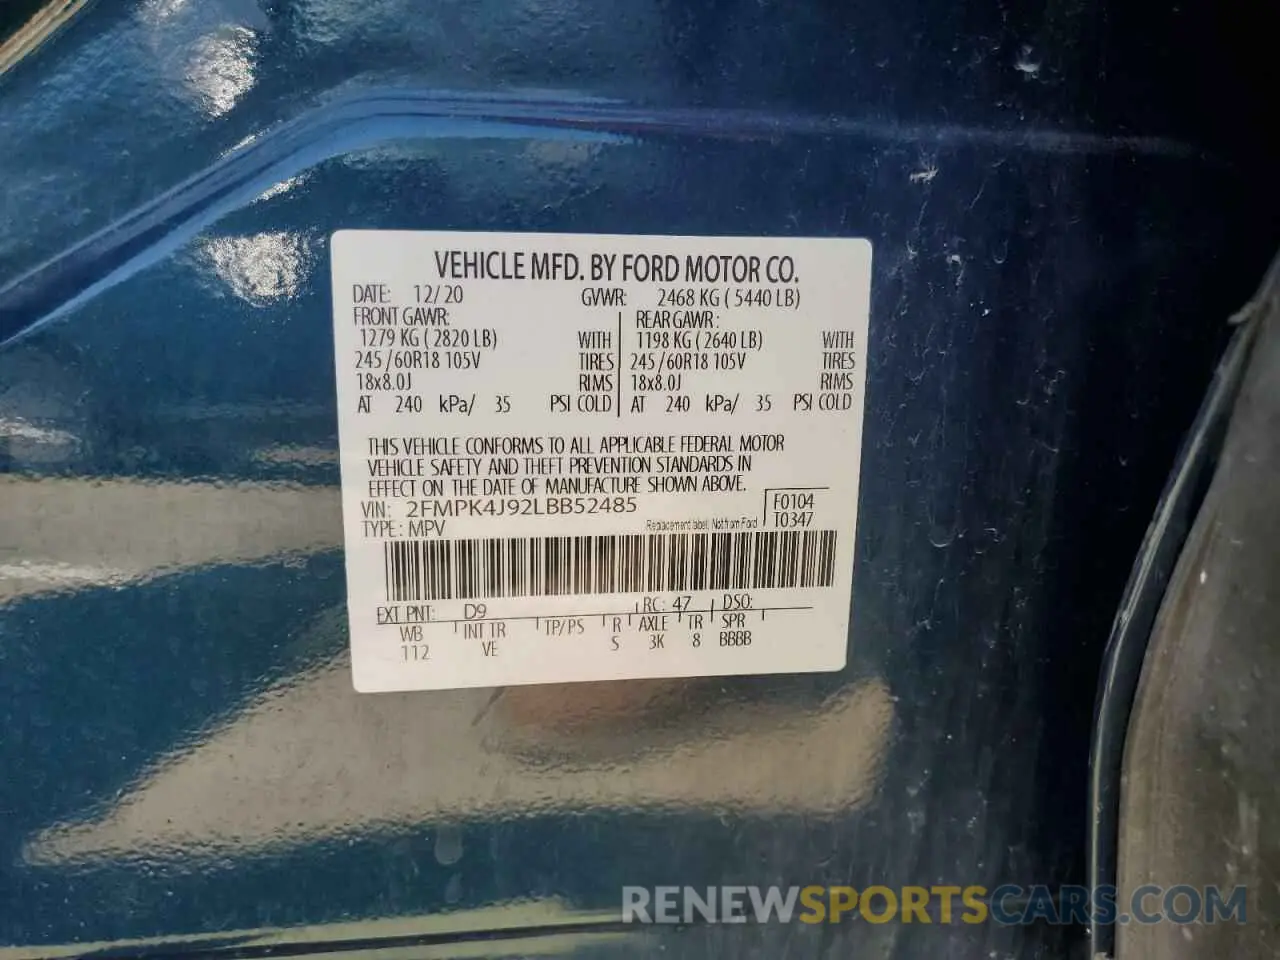 VEHICLE MFD. BY FORD MOTOR CO.
DATE: 12/20 GVWR: 2468 KG ( 5440 LB)
FRONT GAWR: REAR GAWR:
1279 KG ( 2820 LB) WITH 1198 KG ( 2640 LB) WITH
245/60R18 105V TIRES 245/60R18 105V TIRES
18x8.0J RIMS 18x8.0J RIMS
AT 240 kPa/ 35 PSI COLD AT 240 kPa/ 35 PSI COLD
THIS VEHICLE CONFORMS TO ALL APPLICABLE FEDERAL MOTOR
VEHICLE SAFETY AND THEFT PREVENTION STANDARDS IN
EFFECT ON THE DATE OF MANUFACTURE SHOWN ABOVE.
VIN: 2FMPK4J92LBB52485 F0104
TYPE: MPV Replacement label, Not from Ford T0347
EXT PNT: D9 RC: 47 DSO:
WB INT TR TP/PS R AXLE TR SPR
112 VE S 3K 8 BBBB
RENEWSPORTSCARS.COM